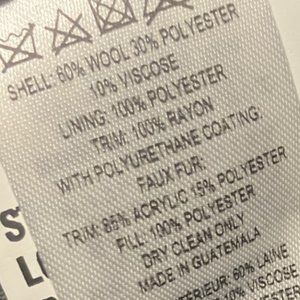 SHELL: 60% WOOL 30% POLYESTER
10% VISCOSE
LINING: 100% POLYESTER
TRIM: 100% RAYON
WITH POLYURETHANE COATING.
FAUX FUR:
TRIM: 85% ACRYLIC 15% POLYESTER
FILL: 100% POLYESTER
DRY CLEAN ONLY
MADE IN GUATEMALA
60% LAINE
10% VISCOSE